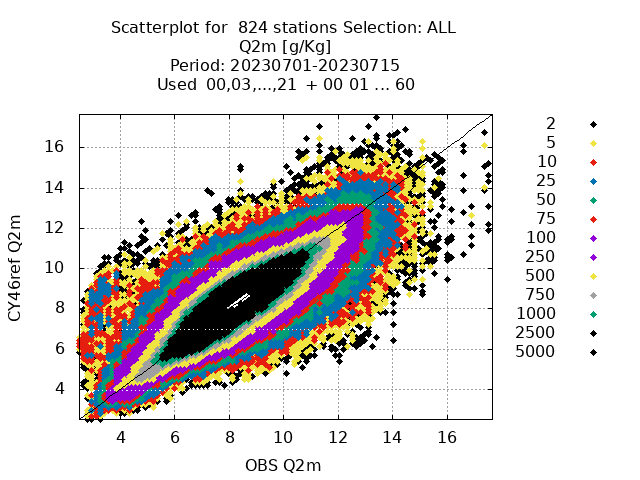 Scatterplot for  824 stations Selection: ALL
Q2m [g/Kg]
Period: 20230701-20230715
Used  00,03,...,21  + 00 01 ... 60
CY46ref Q2m
16
14
12
10
8
6
4
4 6 8 10 12 14 16
OBS Q2m
2
5
10
25
50
75
100
250
500
750
1000
2500
5000